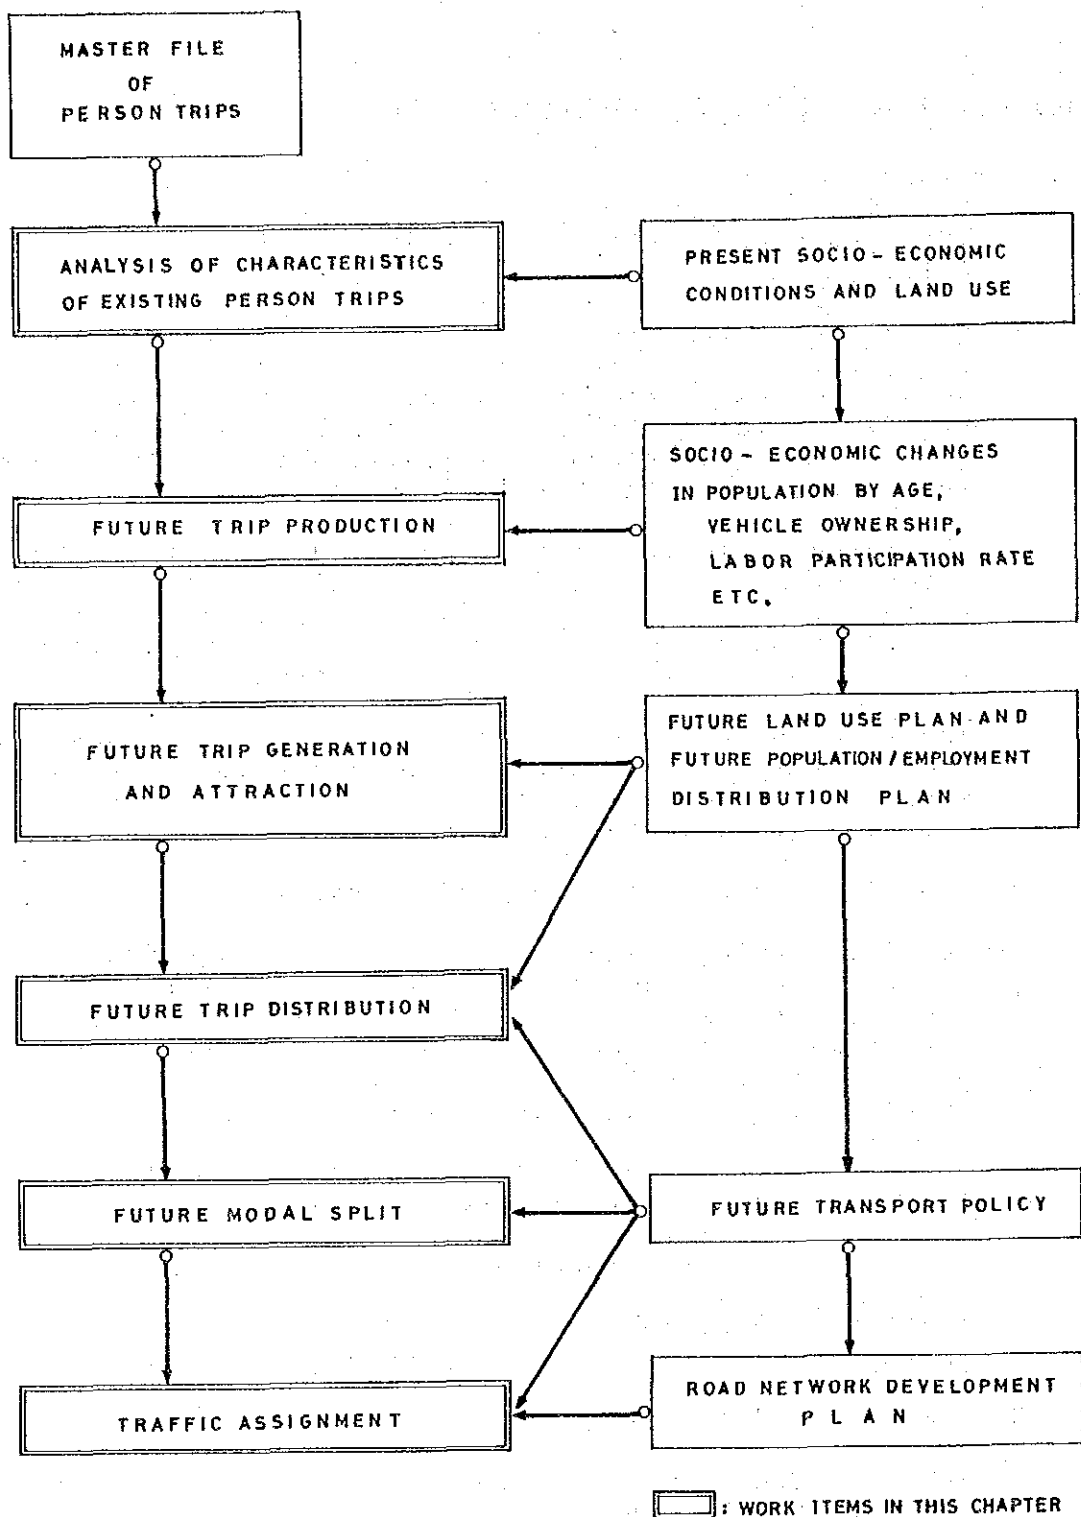 MASTER FILE
OF
PERSON TRIPS
ANALYSIS OF CHARACTERISTICS
OF EXISTING PERSON TRIPS
PRESENT SOCIO - ECONOMIC
CONDITIONS AND LAND USE
SOCIO - ECONOMIC CHANGES
IN POPULATION BY AGE,
VEHICLE OWNERSHIP,
LABOR PARTICIPATION RATE
ETC.
FUTURE TRIP PRODUCTION
FUTURE TRIP GENERATION
AND ATTRACTION
FUTURE LAND USE PLAN AND
FUTURE POPULATION / EMPLOYMENT
DISTRIBUTION PLAN
FUTURE TRIP DISTRIBUTION
FUTURE MODAL SPLIT
FUTURE TRANSPORT POLICY
TRAFFIC ASSIGNMENT
ROAD NETWORK DEVELOPMENT
PLAN
: WORK ITEMS IN THIS CHAPTER